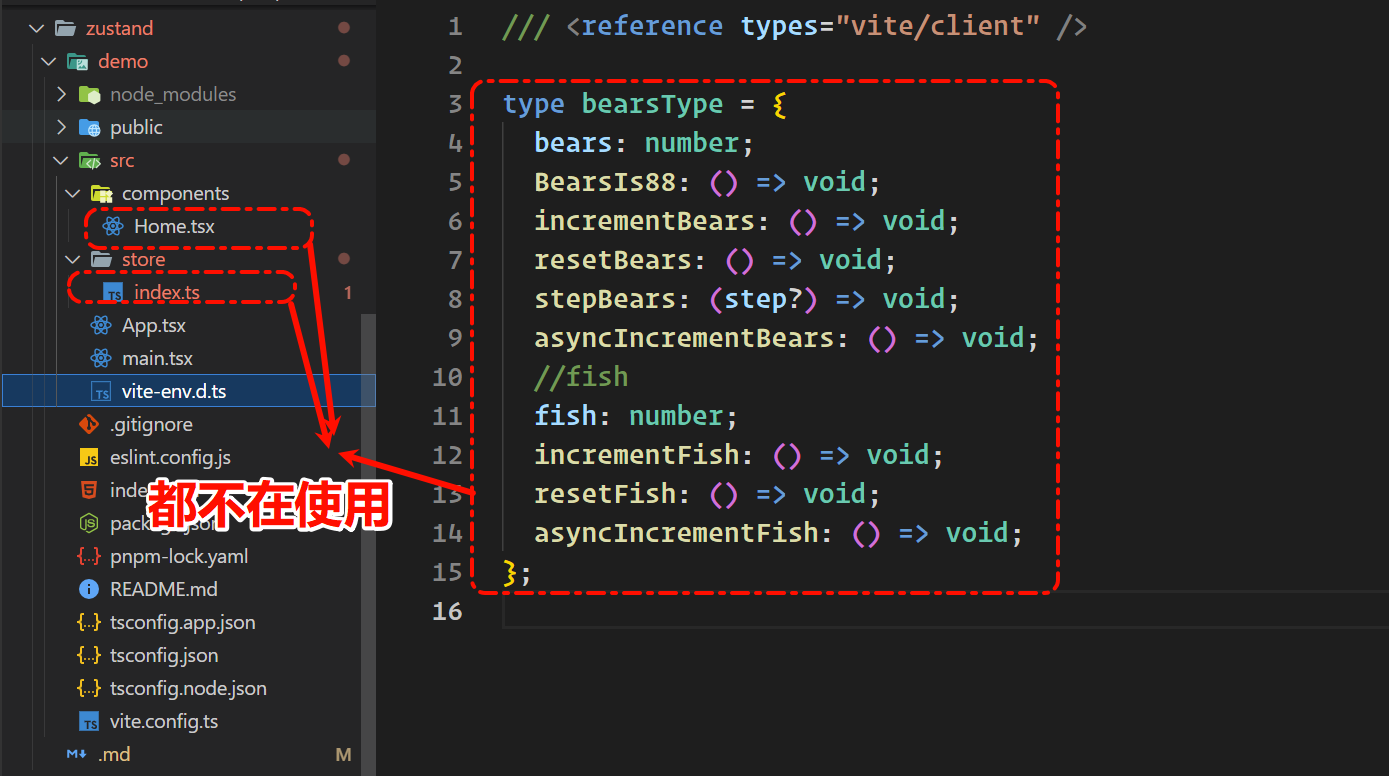 zustand
demo
node_modules
public
src
components
Home.tsx
store
index.ts 1
App.tsx
main.tsx
vite-env.d.ts
.gitignore
eslint.config.js
inde
pack
json
pnpm-lock.yaml
README.md
tsconfig.app.json
tsconfig.json
tsconfig.node.json
vite.config.ts
.md M
都不在使用
1 /// <reference types="vite/client" />
2
3 type bearsType = {
4 bears: number;
5 BearsIs88: () => void;
6 incrementBears: () => void;
7 resetBears: () => void;
8 stepBears: (step?) => void;
9 asyncIncrementBears: () => void;
10 //fish
11 fish: number;
12 incrementFish: () => void;
13 resetFish: () => void;
14 asyncIncrementFish: () => void;
15 };
16